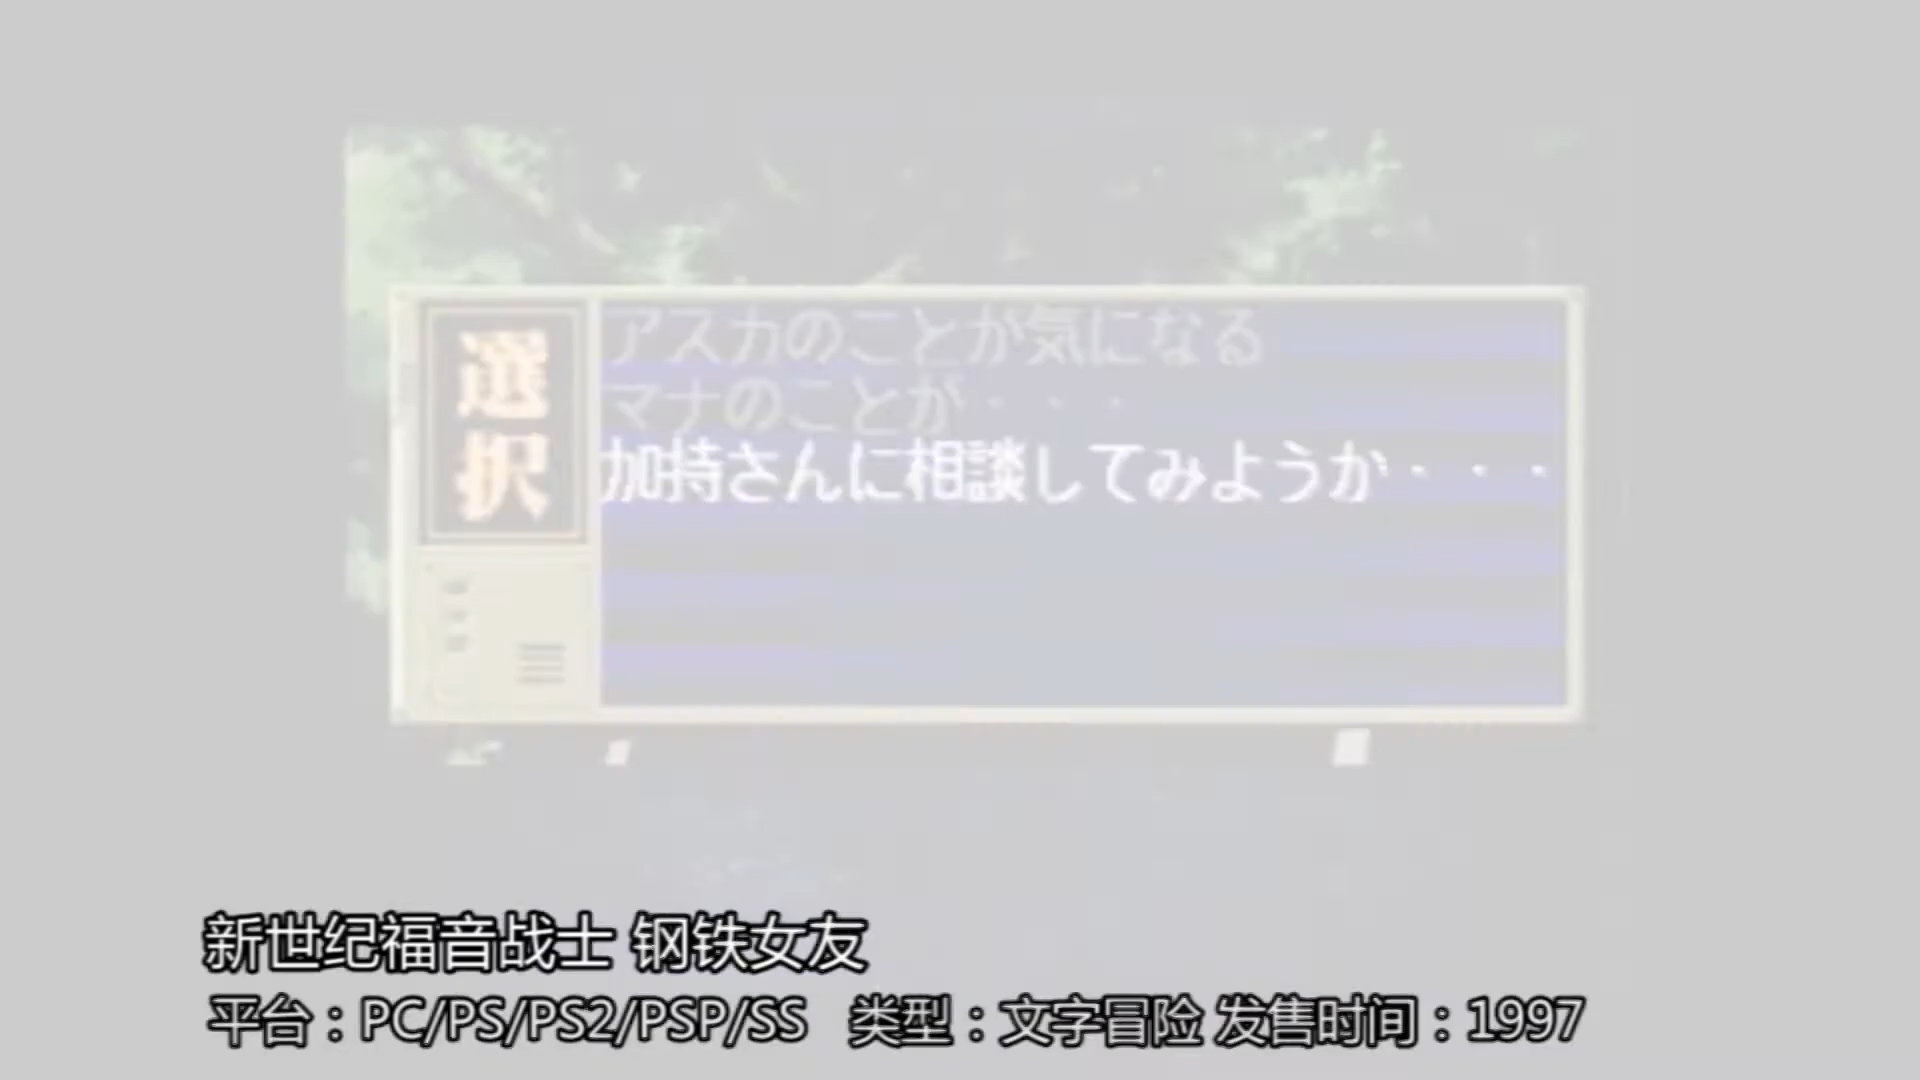 選択
アスカのことが気になる
マナのことが・・・
加持さんに相談してみようか・・・
新世纪福音战士 钢铁女友
平台：PC/PS/PS2/PSP/SS 类型：文字冒险 发售时间：1997